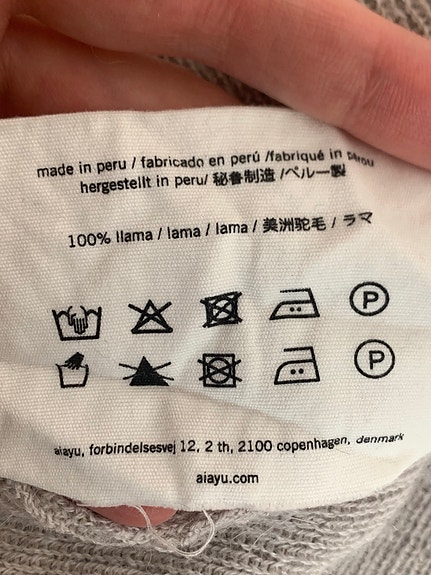 made in peru / fabricado en perú /fabriqué in pérou
hergestellt in peru/ 秘鲁制造 /ペルー製
100% llama / lama / lama / 美洲驼毛 / ラマ
P
P
aiayu, forbindelsesvej 12, 2 th, 2100 copenhagen, denmark
aiayu.com